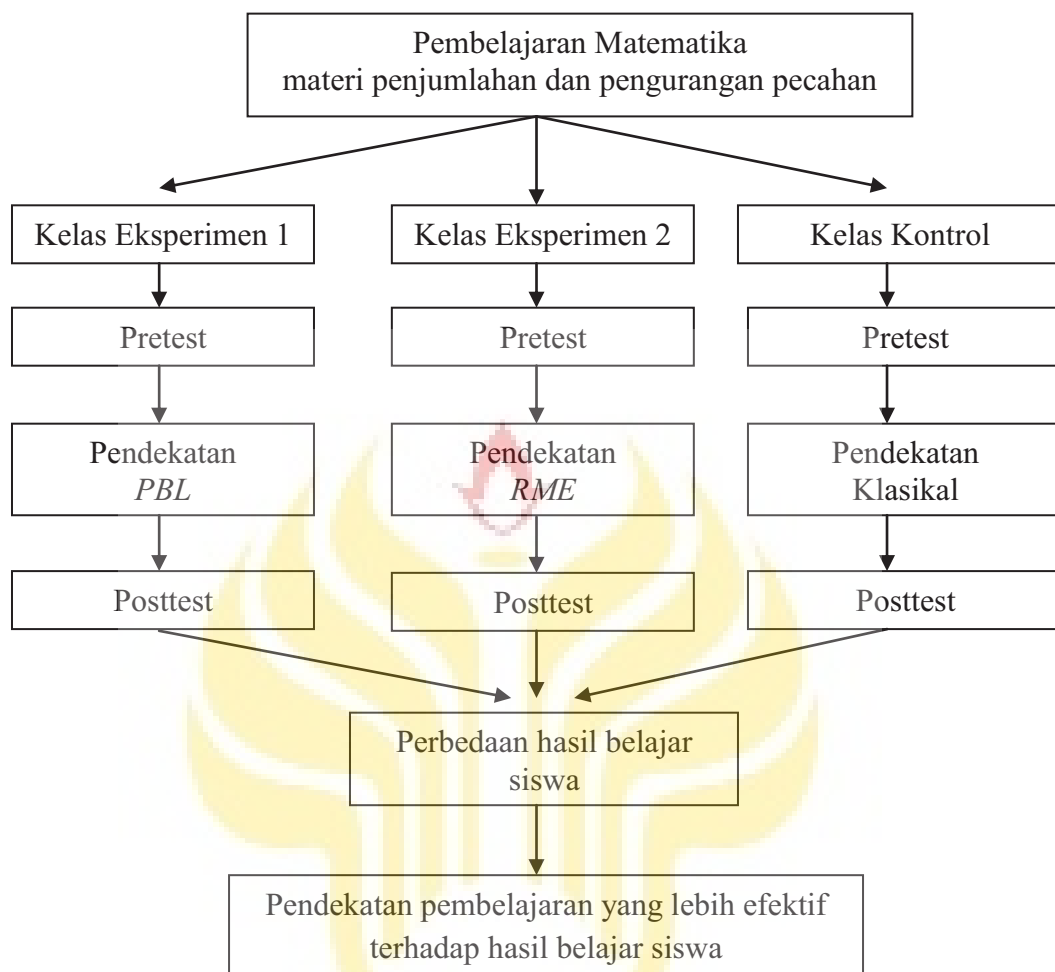 Pembelajaran Matematika
materi penjumlahan dan pengurangan pecahan
Kelas Eksperimen 1
Kelas Eksperimen 2
Kelas Kontrol
Pretest
Pretest
Pretest
Pendekatan
PBL
Pendekatan
RME
Pendekatan
Klasikal
Posttest
Posttest
Posttest
Perbedaan hasil belajar
siswa
Pendekatan pembelajaran yang lebih efektif
terhadap hasil belajar siswa